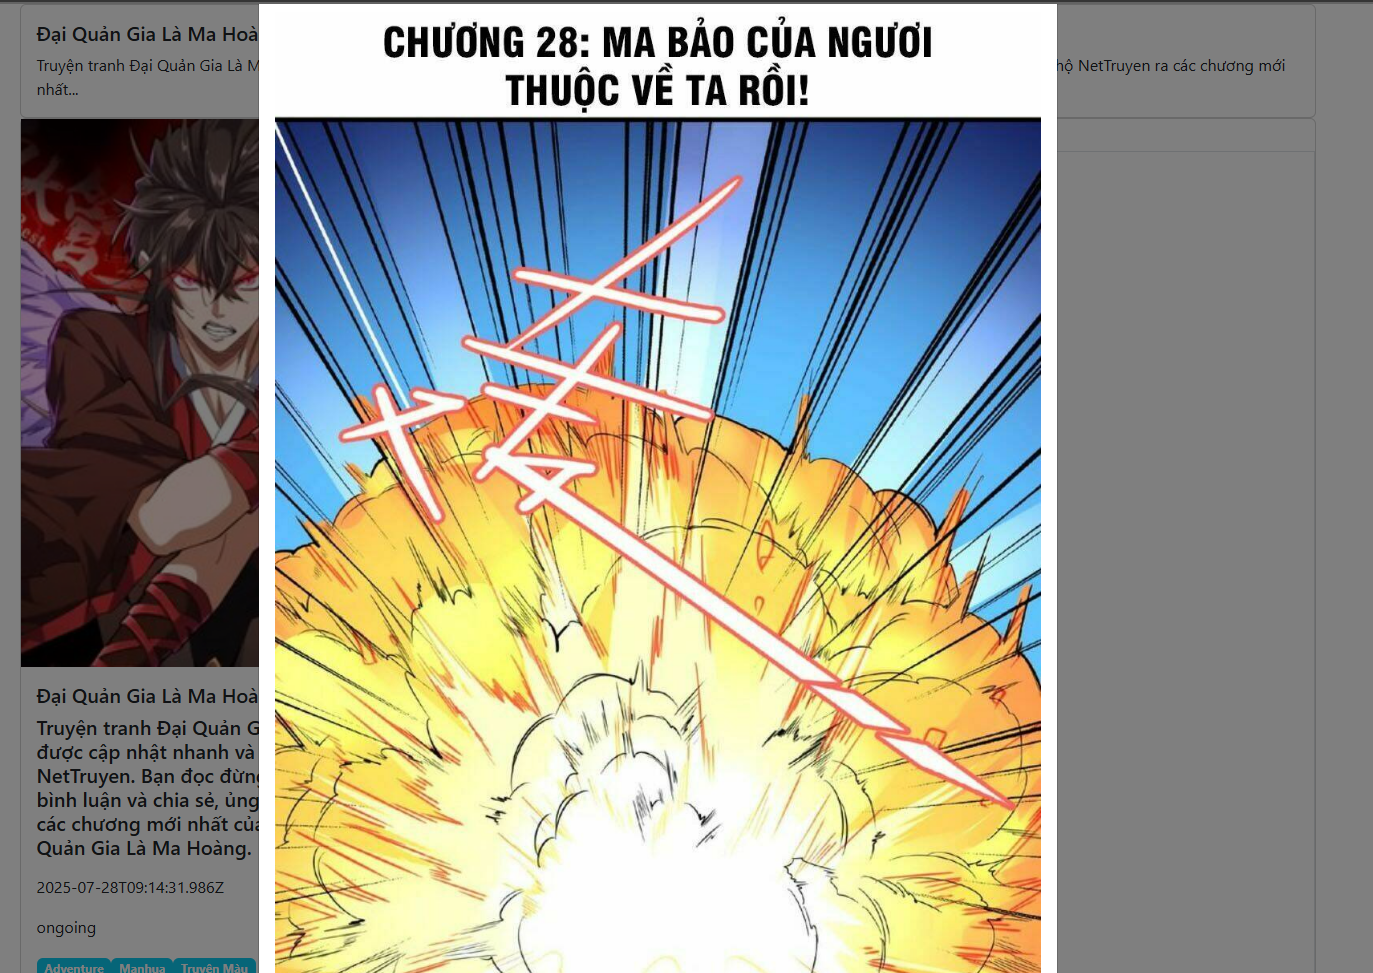 Đại Quản Gia Là Ma Hoà
Truyện tranh Đại Quản Gia Là M
hộ NetTruyen ra các chương mới
nhất...
CHƯƠNG 28: MA BẢO CỦA NGƯƠI
THUỘC VỀ TA RỒI!
Đại Quản Gia Là Ma Hoà
Truyện tranh Đại Quản G
được cập nhật nhanh và
NetTruyen. Bạn đọc đừng
bình luận và chia sẻ, ủng
các chương mới nhất củа
Quản Gia Là Ma Hoàng.
2025-07-28T09:14:31.986Z
ongoing
Adventure Manhua Truyện Màu